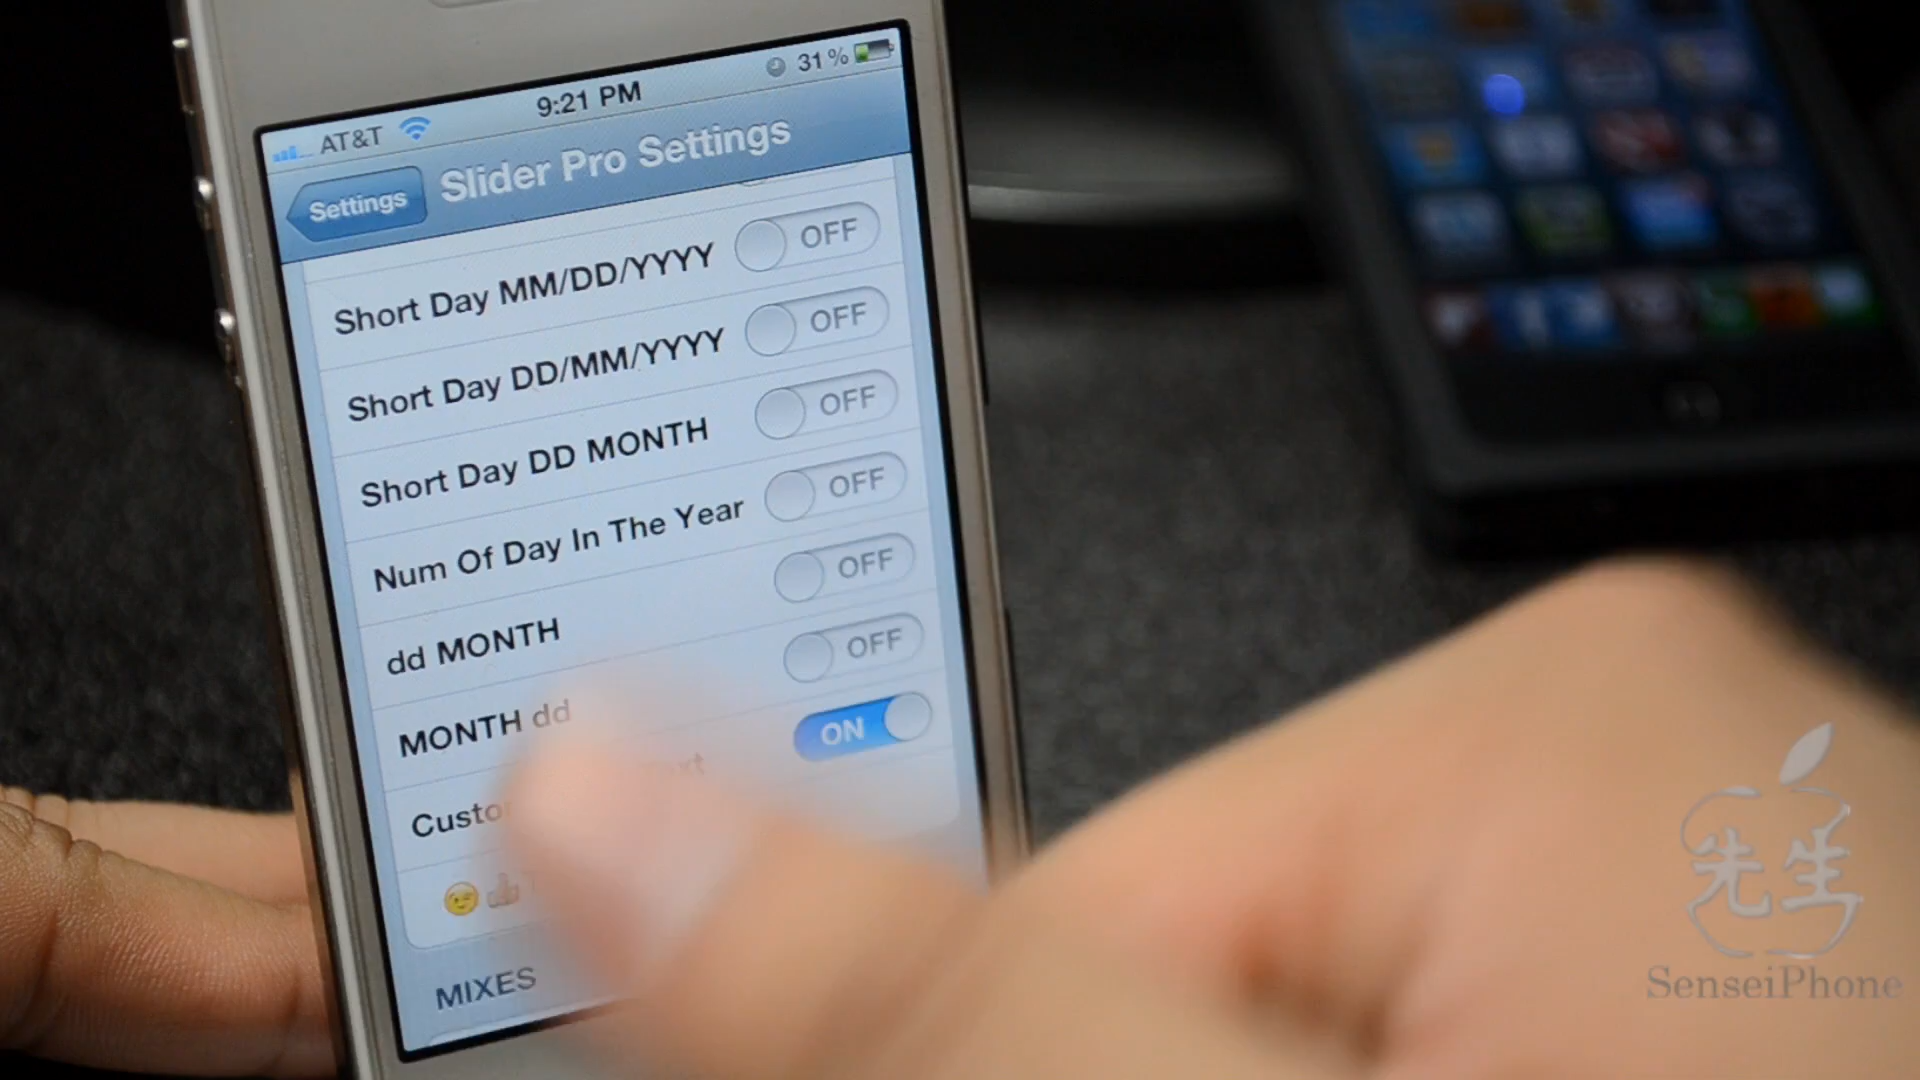 AT&T 9:21 PM 31%
Settings Slider Pro Settings
Short Day MM/DD/YYYY OFF
Short Day DD/MM/YYYY OFF
Short Day DD MONTH OFF
Num Of Day In The Year OFF
dd MONTH OFF
MONTH dd OFF
Text ON
MIXES
先生
SenseiPhone